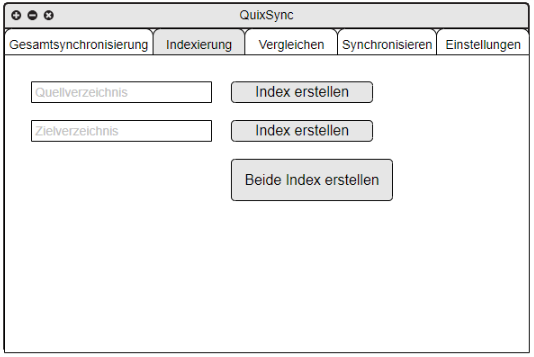 QuixSync
Gesamtsynchronisierung Indexierung Vergleichen Synchronisieren Einstellungen
Quellverzeichnis Index erstellen
Zielverzeichnis Index erstellen
Beide Index erstellen